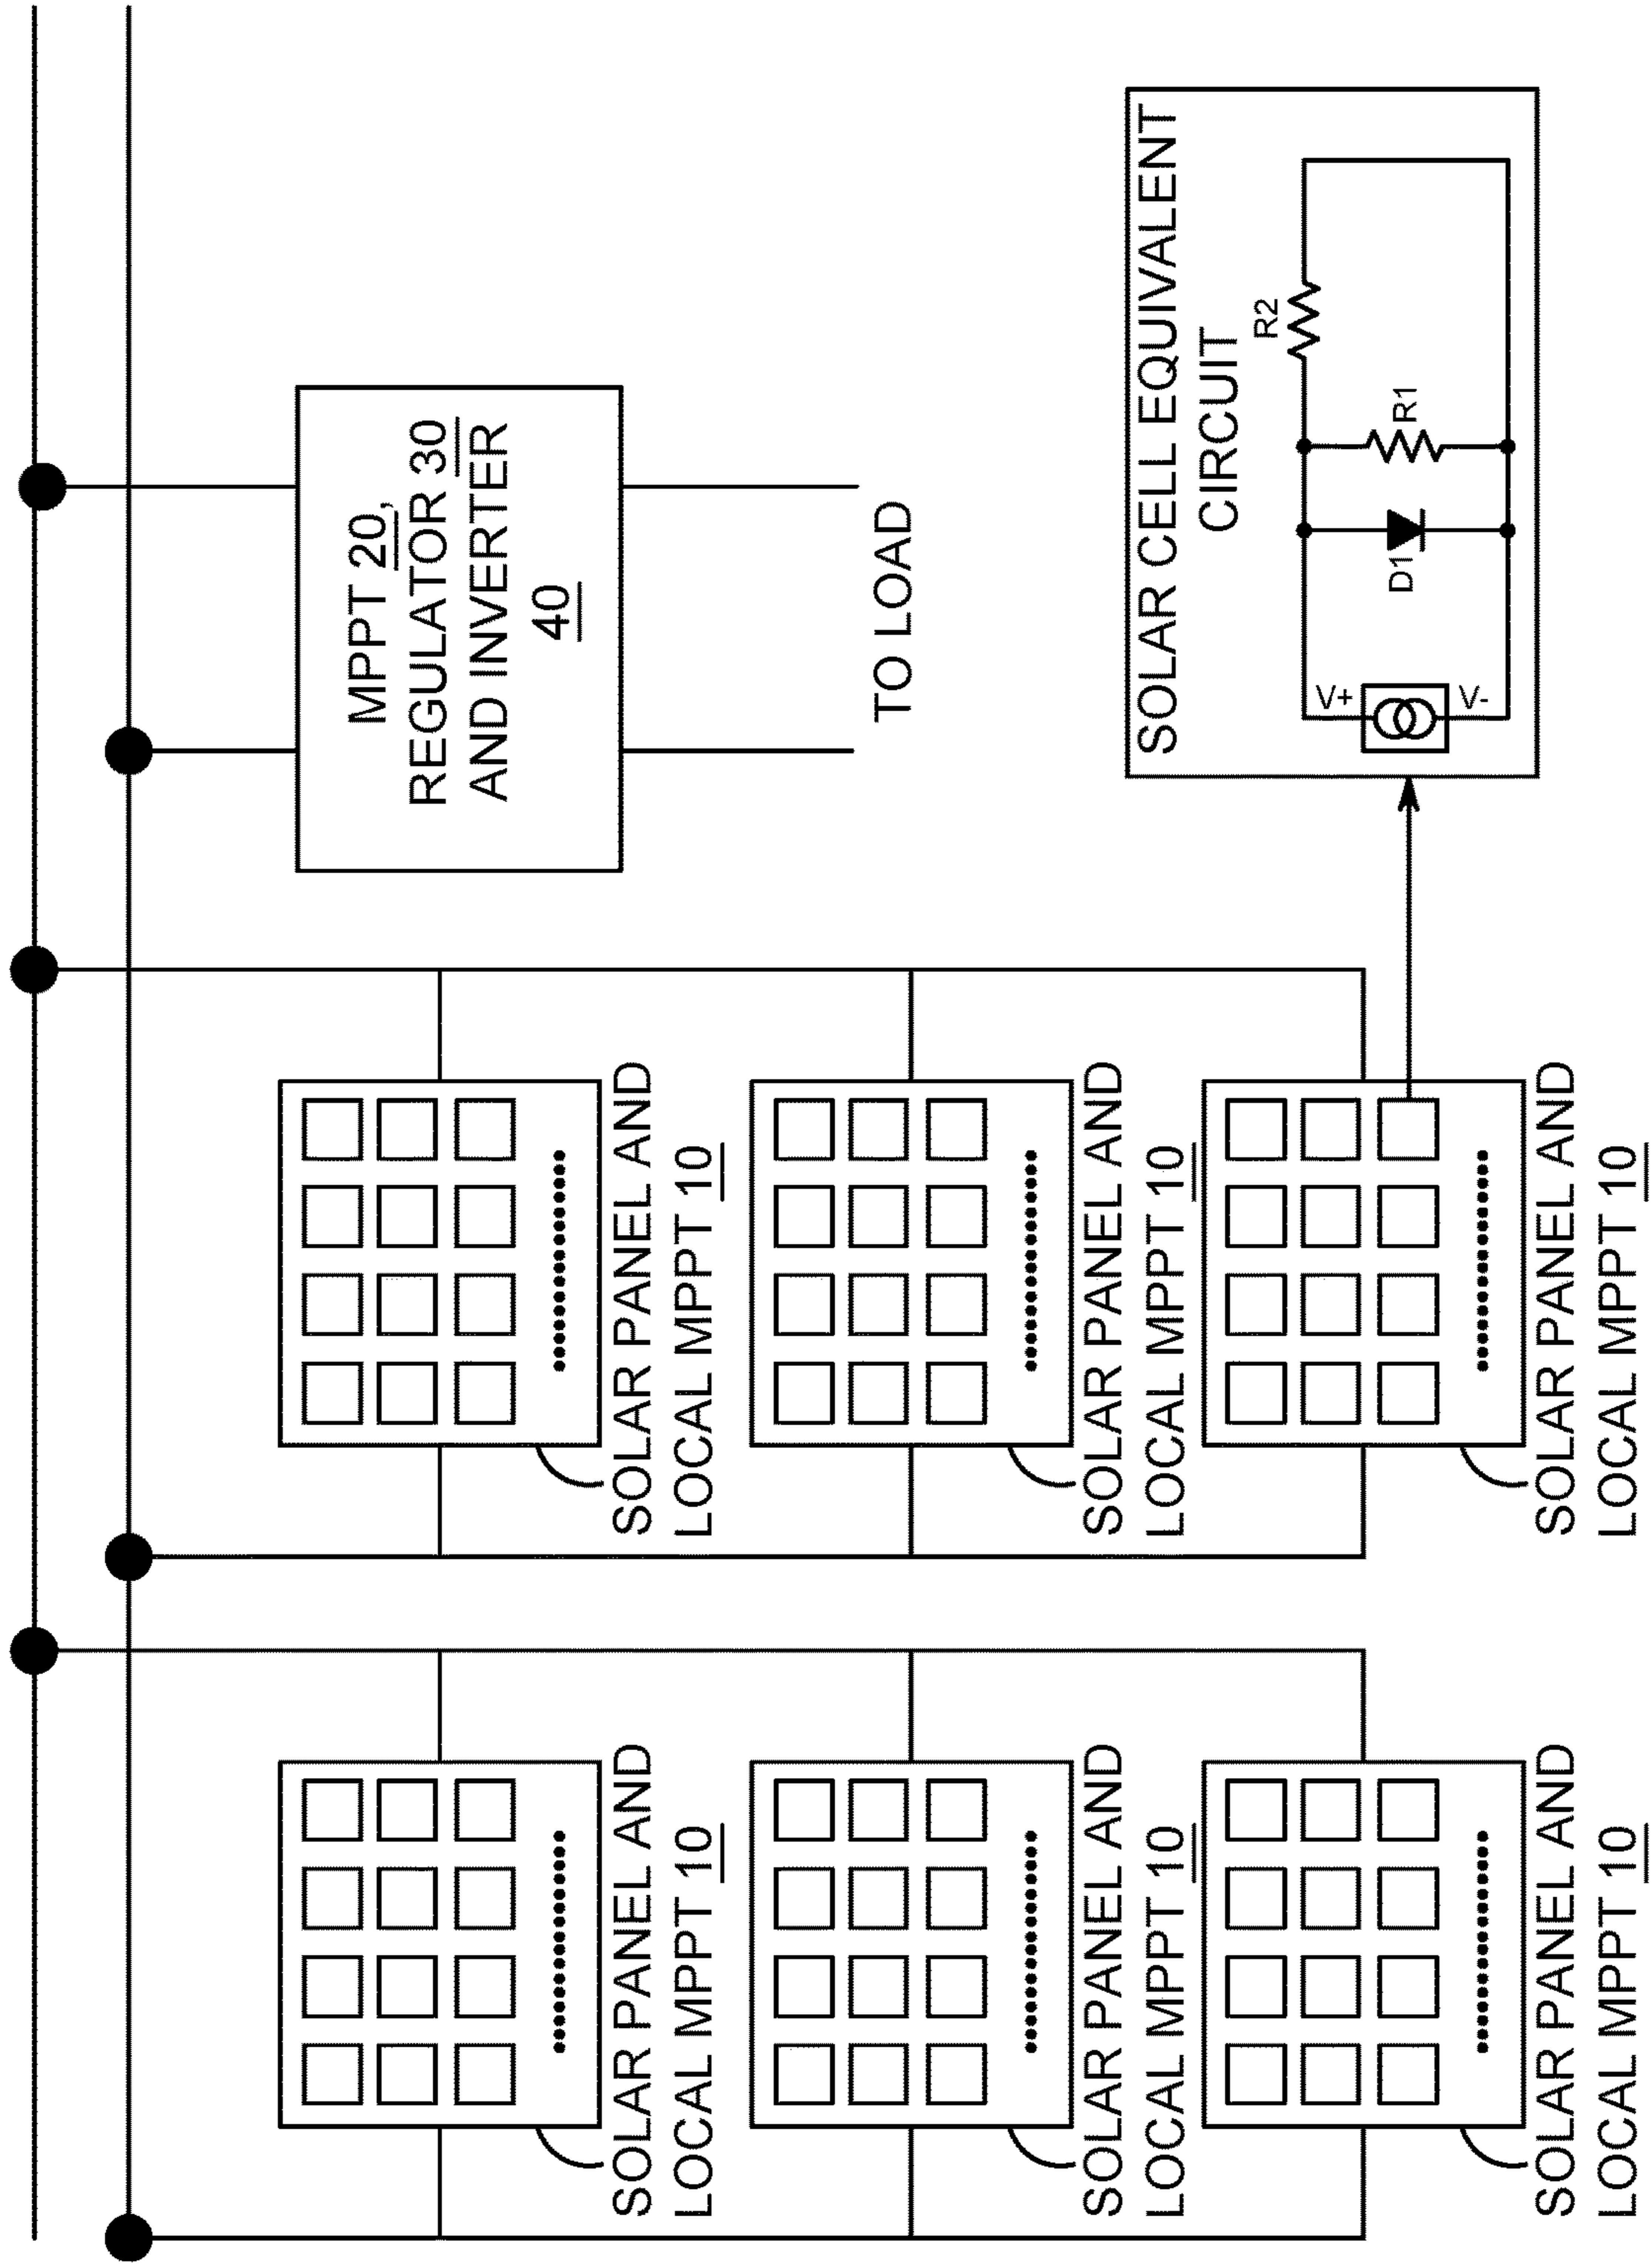 MPPT 20,
REGULATOR 30
AND INVERTER
40
TO LOAD
SOLAR PANEL AND
LOCAL MPPT 10
SOLAR PANEL AND
LOCAL MPPT 10
SOLAR PANEL AND
LOCAL MPPT 10
SOLAR PANEL AND
LOCAL MPPT 10
SOLAR PANEL AND
LOCAL MPPT 10
SOLAR PANEL AND
LOCAL MPPT 10
SOLAR CELL EQUIVALENT
CIRCUIT
R2
V+
V-
D1
R1